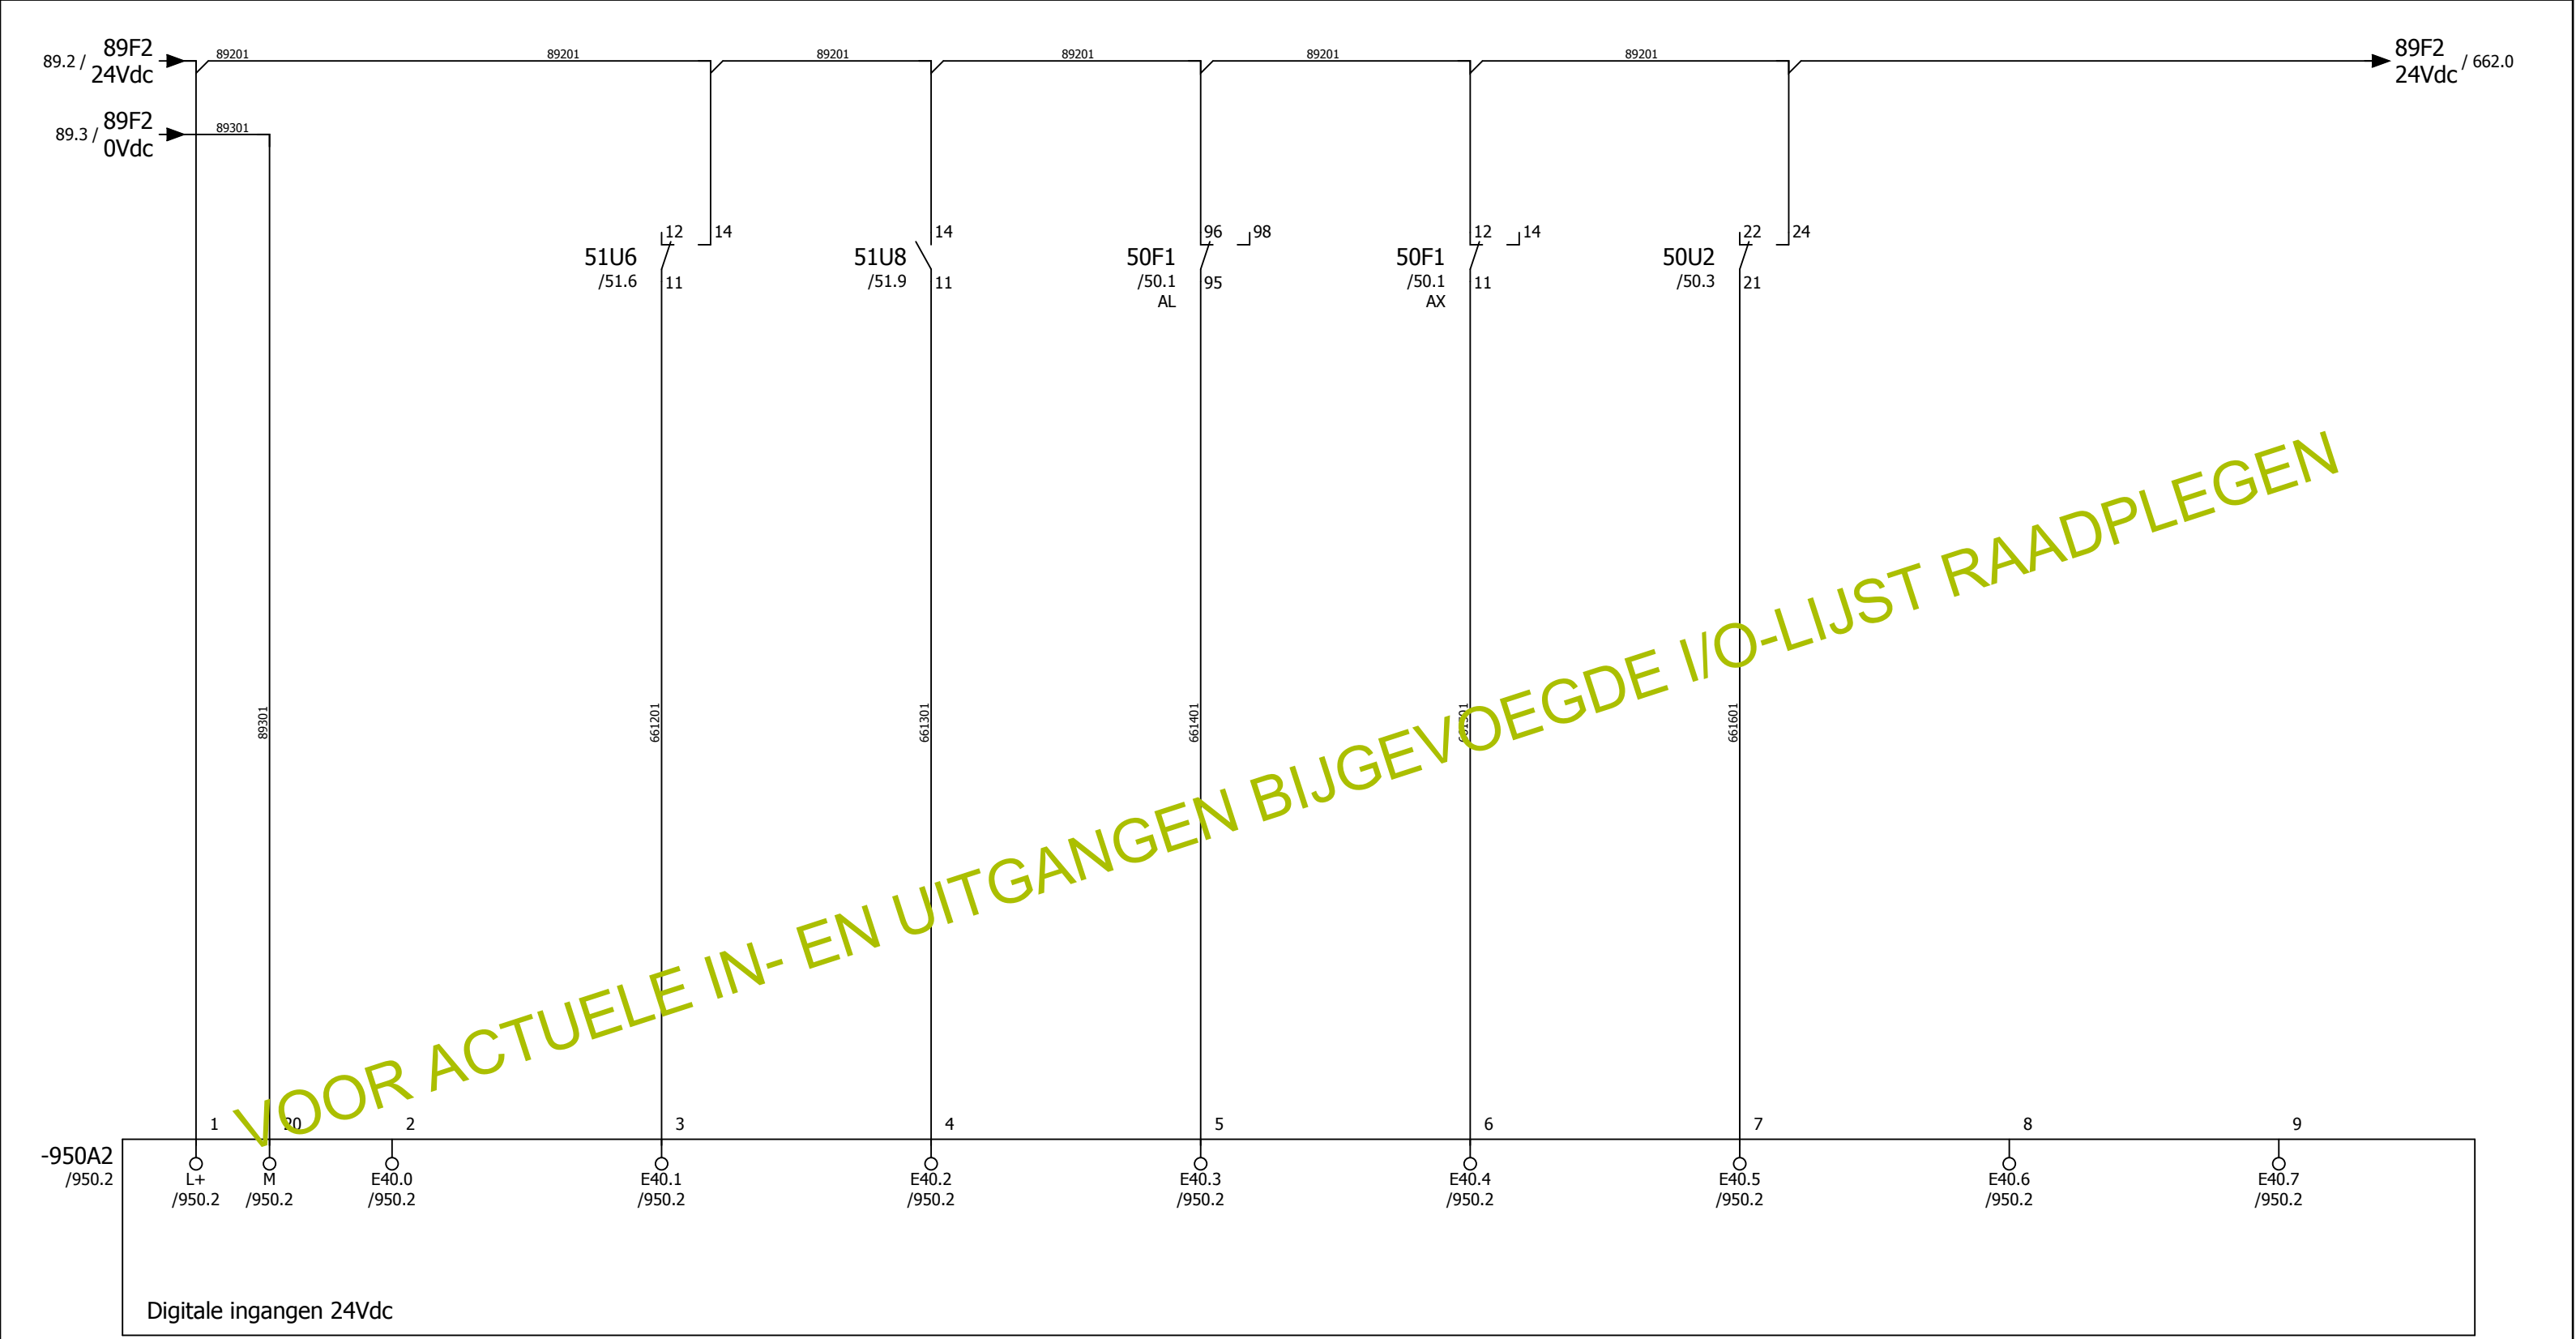 89.2 / 89F2 24Vdc
89201 89201 89201 89201 89201 89201
89F2 24Vdc / 662.0
89.3 / 89F2 0Vdc
89301
12 14
51U6
/51.6
11
14
51U8
/51.9
11
96 98
50F1
/50.1
95
AL
12 14
50F1
/50.1
11
AX
22 24
50U2
/50.3
21
89301
661201
661301
661401
661601
VOOR ACTUELE IN- EN UITGANGEN BIJGEVOEGDE I/O-LIJST RAADPLEGEN
1 20 2 3 4 5 6 7 8 9
-950A2
/950.2
L+ M E40.0 E40.1 E40.2 E40.3 E40.4 E40.5 E40.6 E40.7
/950.2 /950.2 /950.2 /950.2 /950.2 /950.2 /950.2 /950.2 /950.2 /950.2
Digitale ingangen 24Vdc